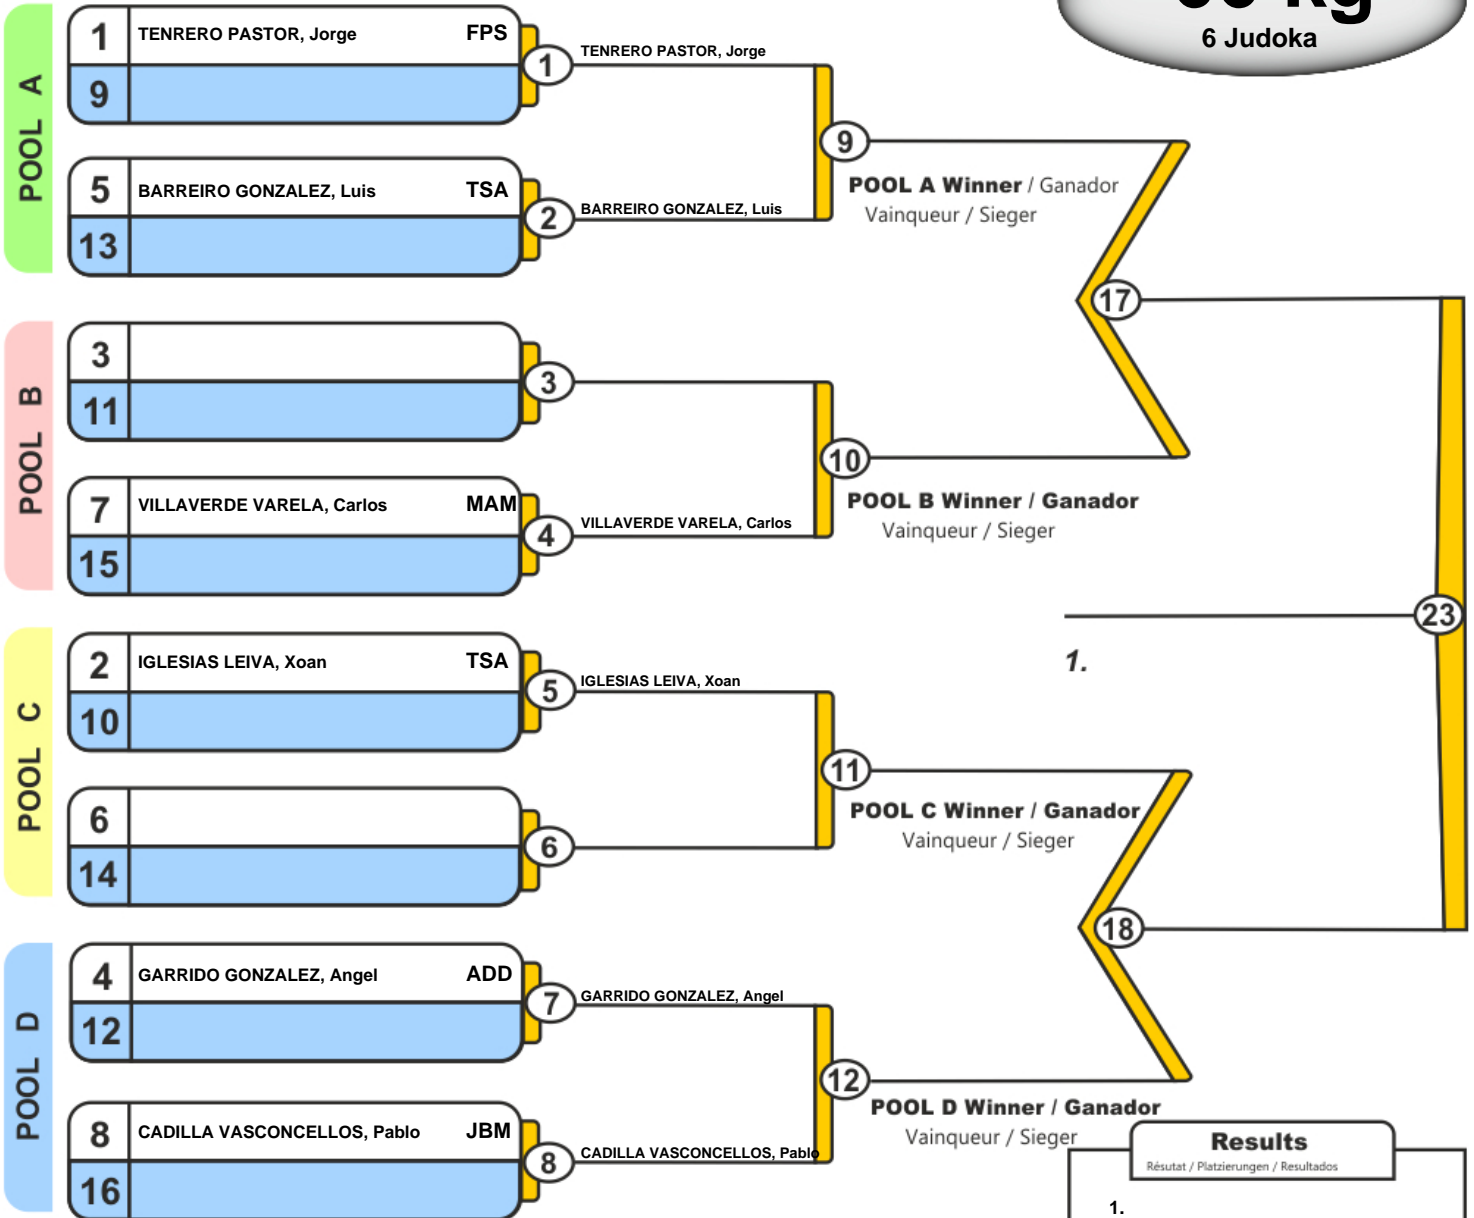 kg
6 Judoka
POOL A
1 TENRERO PASTOR, Jorge FPS
9
1
TENRERO PASTOR, Jorge
5 BARREIRO GONZALEZ, Luis TSA
13
2
BARREIRO GONZALEZ, Luis
9
POOL A Winner / Ganador
Vainqueur / Sieger
17
POOL B
3
11
3
7 VILLAVERDE VARELA, Carlos MAM
15
4
VILLAVERDE VARELA, Carlos
10
POOL B Winner / Ganador
Vainqueur / Sieger
23
1.
POOL C
2 IGLESIAS LEIVA, Xoan TSA
10
5
IGLESIAS LEIVA, Xoan
6
14
6
11
POOL C Winner / Ganador
Vainqueur / Sieger
18
POOL D
4 GARRIDO GONZALEZ, Angel ADD
12
7
GARRIDO GONZALEZ, Angel
8 CADILLA VASCONCELLOS, Pablo JBM
16
8
CADILLA VASCONCELLOS, Pablo
12
POOL D Winner / Ganador
Vainqueur / Sieger
Results
Résutat / Platzierungen / Resultados
1.